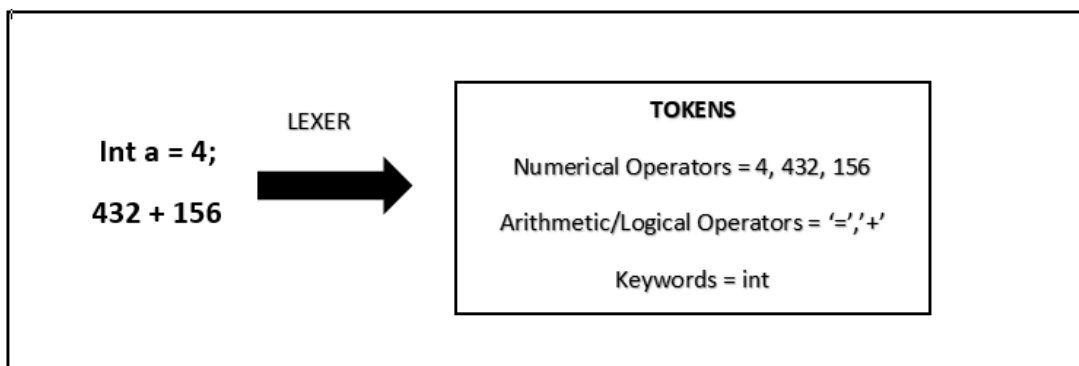 Int a = 4;
432 + 156
LEXER
TOKENS
Numerical Operators = 4, 432, 156
Arithmetic/Logical Operators = ‘=’,’+’
Keywords = int